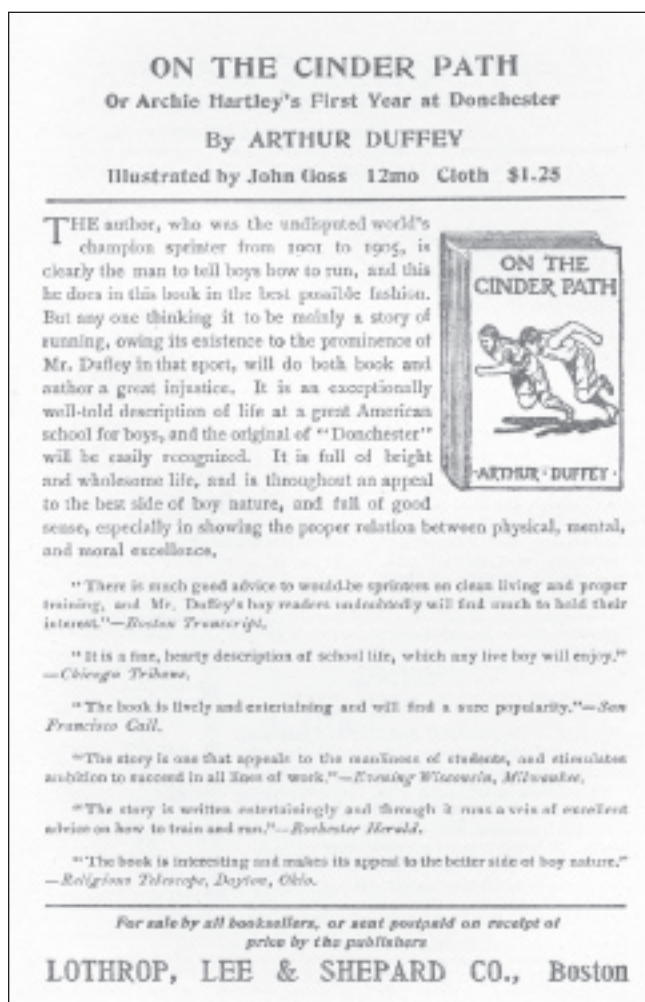 ON THE CINDER PATH
Or Archie Hartley's First Year at Donchester
By ARTHUR DUFFEY
Illustrated by John Goss 12mo Cloth $1.25
THE author, who was the undisputed world's
champion sprinter from 1901 to 1905, is
clearly the man to tell boys how to run, and this
he does in this book in the best possible fashion.
But any one thinking it to be mainly a story of
running, owing its existence to the prominence of
Mr. Duffey in that sport, will do both book and
author a great injustice. It is an exceptionally
well-told description of life at a great American
school for boys, and the original of "Donchester"
will be easily recognized. It is full of bright
and wholesome life, and is throughout an appeal
to the best side of boy nature, and full of good
sense, especially in showing the proper relation between physical, mental,
and moral excellence.
ON THE
CINDER PATH
·ARTHUR·DUFFEY·
"There is much good advice to would-be sprinters on clean living and proper
training, and Mr. Duffey's boy readers undoubtedly will find much to hold their
interest."—Boston Transcript.
"It is a fine, hearty description of school life, which any live boy will enjoy."
—Chicago Tribune.
"The book is lively and entertaining and will find a sure popularity."—San
Francisco Call.
"The story is one that appeals to the manliness of students, and stimulates
ambition to succeed in all lines of work."—Evening Wisconsin, Milwaukee.
"The story is written entertainingly and through it runs a vein of excellent
advice on how to train and run."—Rochester Herald.
"The book is interesting and makes its appeal to the better side of boy nature."
—Religious Telescope, Dayton, Ohio.
For sale by all booksellers, or sent postpaid on receipt of
price by the publishers
LOTHROP, LEE & SHEPARD CO., Boston